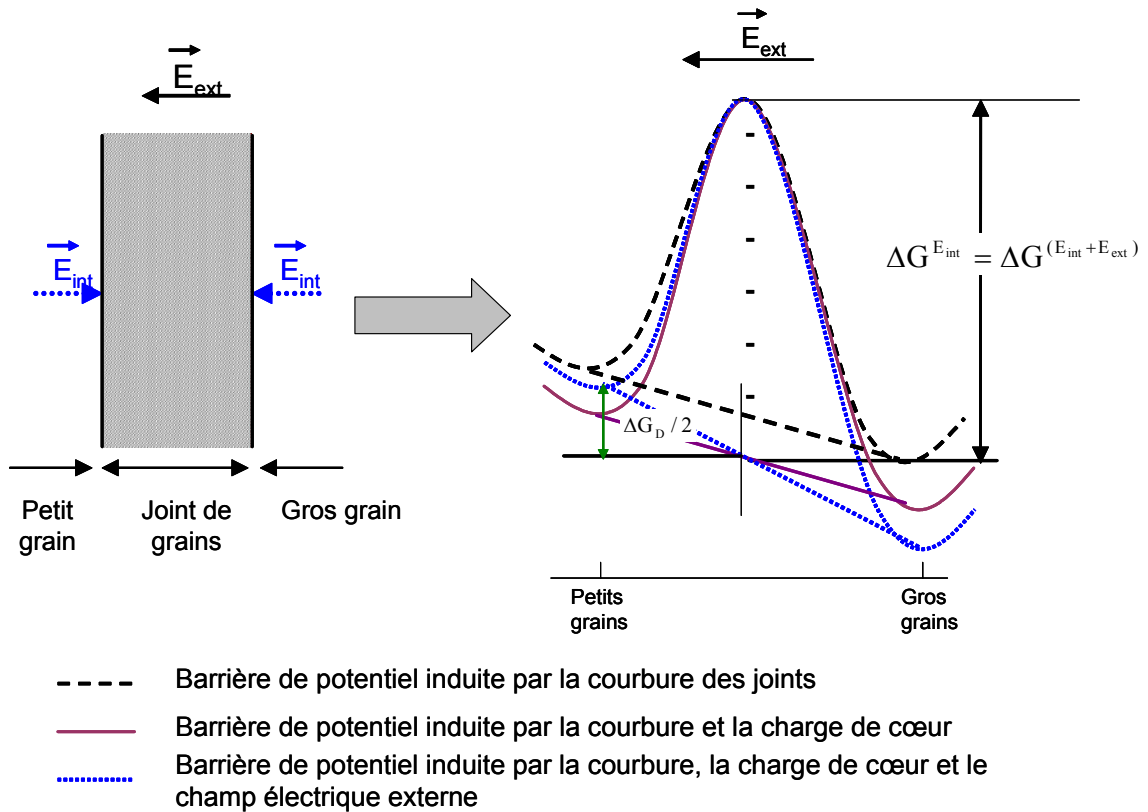 E_ext
E_ext
E_int
E_int
ΔG^{E_int} = ΔG^{(E_int + E_ext)}
ΔG_D / 2
Petit
grain
Joint de
grains
Gros grain
Petits
grains
Gros
grains
Barrière de potentiel induite par la courbure des joints
Barrière de potentiel induite par la courbure et la charge de cœur
Barrière de potentiel induite par la courbure, la charge de cœur et le
champ électrique externe